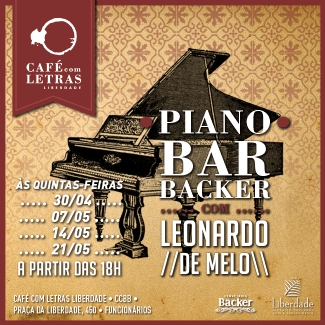 CAFÉ com
LETRAS
LIBERDADE
PIANO
BAR
BACKER
..... COM .....
LEONARDO
//DE MELO\\
ÀS QUINTAS-FEIRAS
..... 30/04 .....
..... 07/05 .....
..... 14/05 .....
..... 21/05 .....
A PARTIR DAS 18H
CAFÉ COM LETRAS LIBERDADE • CCBB •
PRAÇA DA LIBERDADE, 450 • FUNCIONÁRIOS
Backer
Liberdade